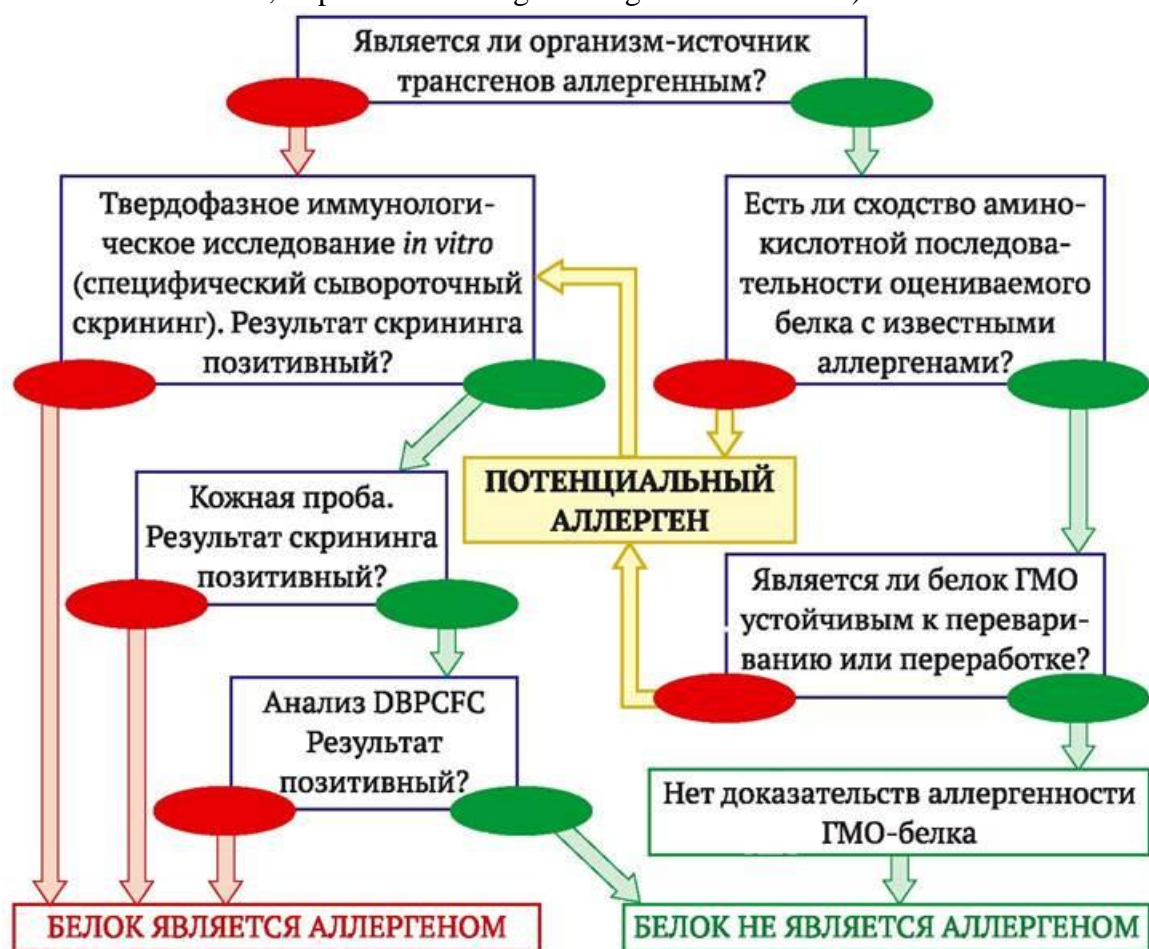 Является ли организм-источник
трансгенов аллергенным?
Твердофазное иммунологи-
ческое исследование in vitro
(специфический сывороточный
скрининг). Результат скрининга
позитивный?
Есть ли сходство амино-
кислотной последова-
тельности оцениваемого
белка с известными
аллергенами?
ПОТЕНЦИАЛЬНЫЙ
АЛЛЕРГЕН
Кожная проба.
Результат скрининга
позитивный?
Является ли белок ГМО
устойчивым к перевари-
ванию или переработке?
Анализ DBPCFC
Результат
позитивный?
Нет доказательств аллергенности
ГМО-белка
БЕЛОК ЯВЛЯЕТСЯ АЛЛЕРГЕНОМ
БЕЛОК НЕ ЯВЛЯЕТСЯ АЛЛЕРГЕНОМ